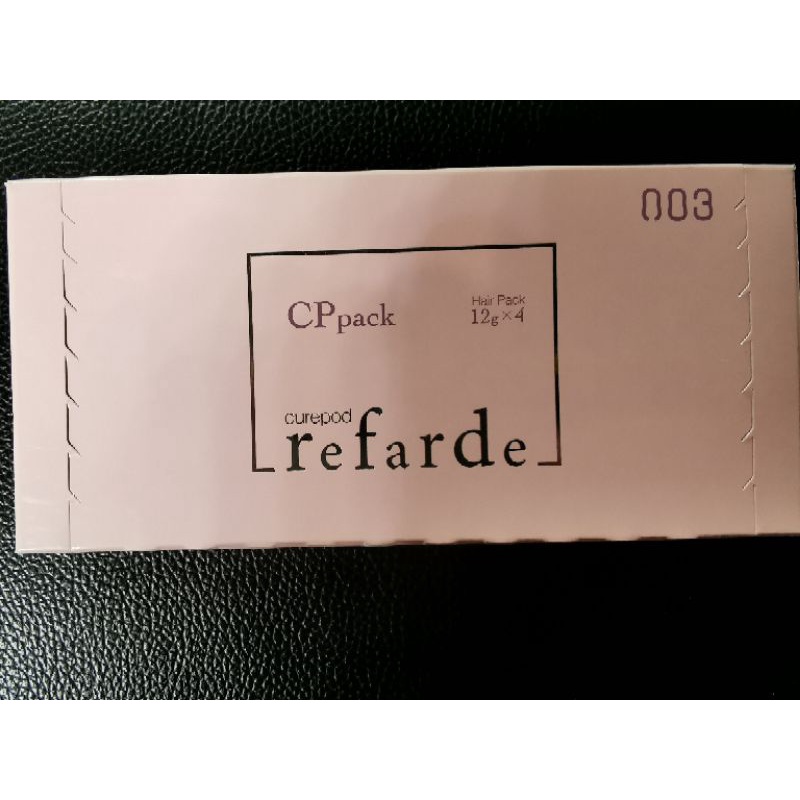 003
CPpack
Hair Pack
12g×4
curepod
refarde